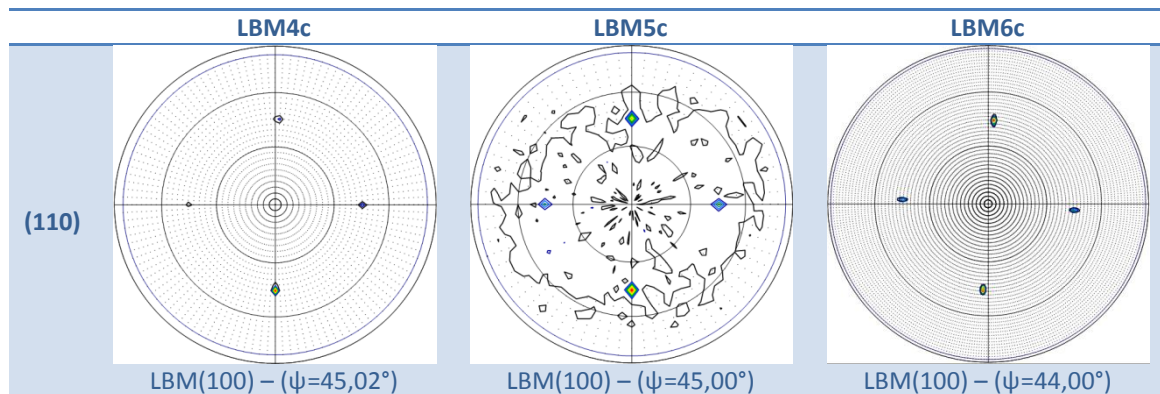 LBM4c LBM5c LBM6c
(110)
LBM(100) – (ψ=45,02°) LBM(100) – (ψ=45,00°) LBM(100) – (ψ=44,00°)